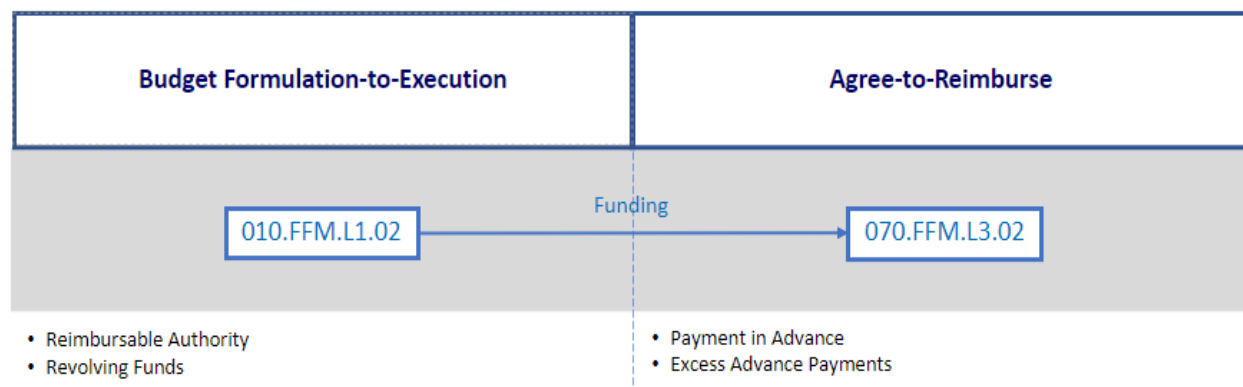 Budget Formulation-to-Execution
Agree-to-Reimburse
Funding
010.FFM.L1.02
070.FFM.L3.02
• Reimbursable Authority
• Revolving Funds
• Payment in Advance
• Excess Advance Payments